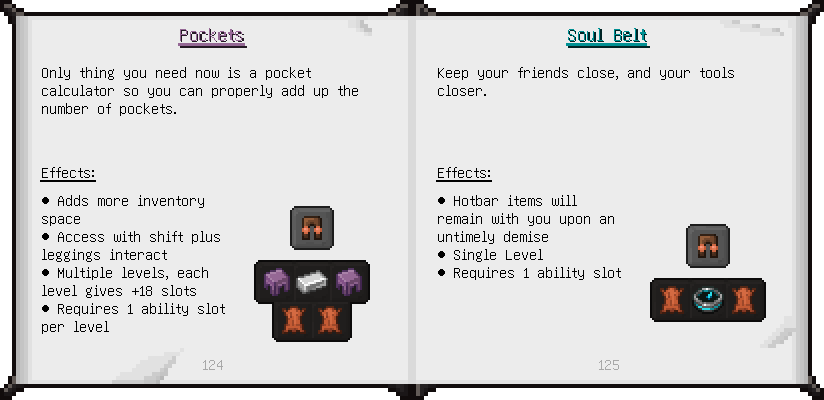 Pockets
Only thing you need now is a pocket
calculator so you can properly add up the
number of pockets.
Effects:
• Adds more inventory
space
• Access with shift plus
leggings interact
• Multiple levels, each
level gives +18 slots
• Requires 1 ability slot
per level
124
Soul Belt
Keep your friends close, and your tools
closer.
Effects:
• Hotbar items will
remain with you upon an
untimely demise
• Single Level
• Requires 1 ability slot
125